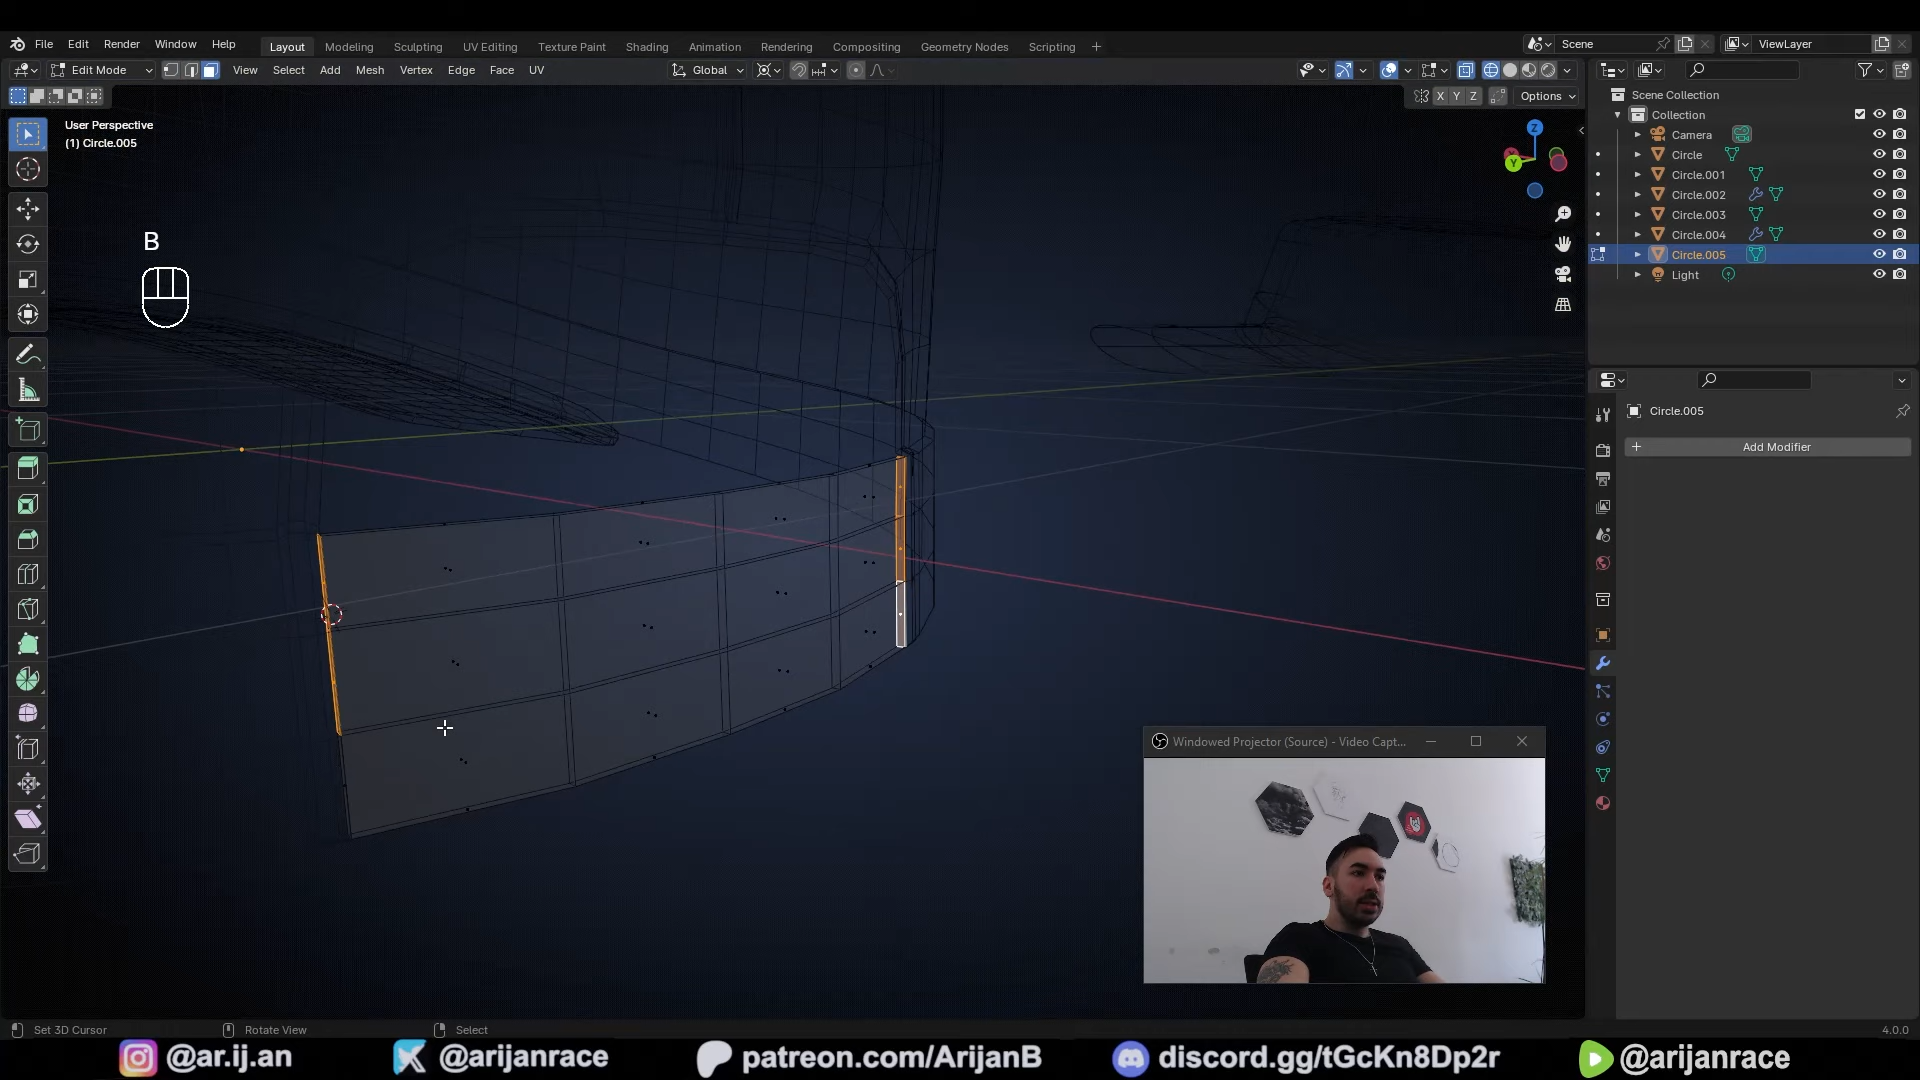 File Edit Render Window Help
Layout Modeling Sculpting UV Editing Texture Paint Shading Animation Rendering Compositing Geometry Nodes Scripting +
Scene
ViewLayer
Edit Mode
View Select Add Mesh Vertex Edge Face UV
Global
X Y Z
Options
User Perspective
(1) Circle.005
B
Z
Y
Scene Collection
Collection
Camera
Circle
Circle.001
Circle.002
Circle.003
Circle.004
Circle.005
Light
Circle.005
+ Add Modifier
Windowed Projector (Source) - Video Capt...
Set 3D Cursor
Rotate View
Select
4.0.0
@ar.ij.an
@arijanrace
patreon.com/ArijanB
discord.gg/tGcKn8Dp2r
@arijanrace